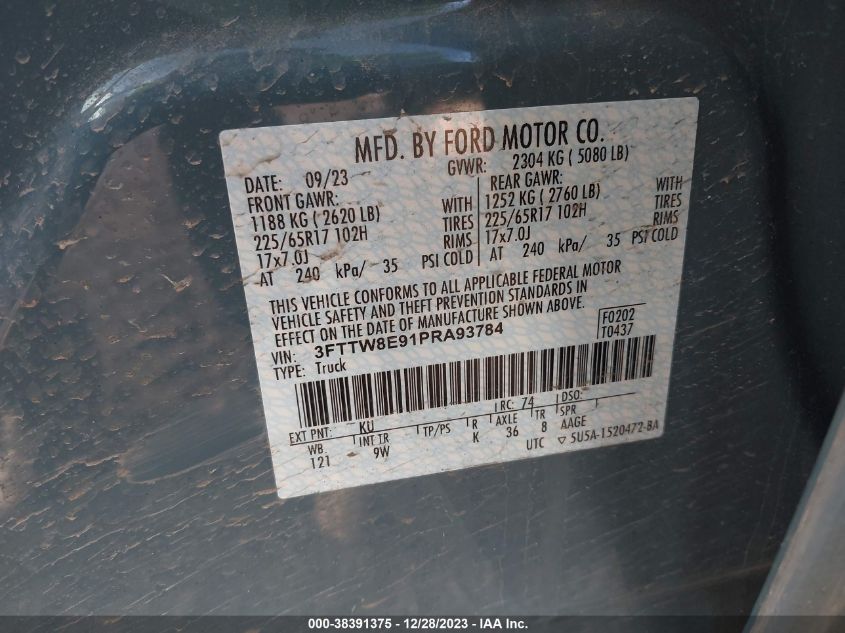 MFD. BY FORD MOTOR CO.
DATE: 09/23 GVWR: 2304 KG ( 5080 LB)
FRONT GAWR: REAR GAWR:
1188 KG ( 2620 LB) WITH 1252 KG ( 2760 LB) WITH
225/65R17 102H TIRES 225/65R17 102H TIRES
17x7.0J RIMS 17x7.0J RIMS
AT 240 kPa/ 35 PSI COLD AT 240 kPa/ 35 PSI COLD
THIS VEHICLE CONFORMS TO ALL APPLICABLE FEDERAL MOTOR
VEHICLE SAFETY AND THEFT PREVENTION STANDARDS IN
EFFECT ON THE DATE OF MANUFACTURE SHOWN ABOVE.
VIN: 3FTTW8E91PRA93784 F0202
TYPE: Truck T0437
EXT PNT: KU RC: 74 DSO:
WB INT TR TP/PS R AXLE TR SPR
121 9W K 36 8 AAGE
UTC ▽ 5U5A-1520472-BA
000-38391375 - 12/28/2023 - IAA Inc.